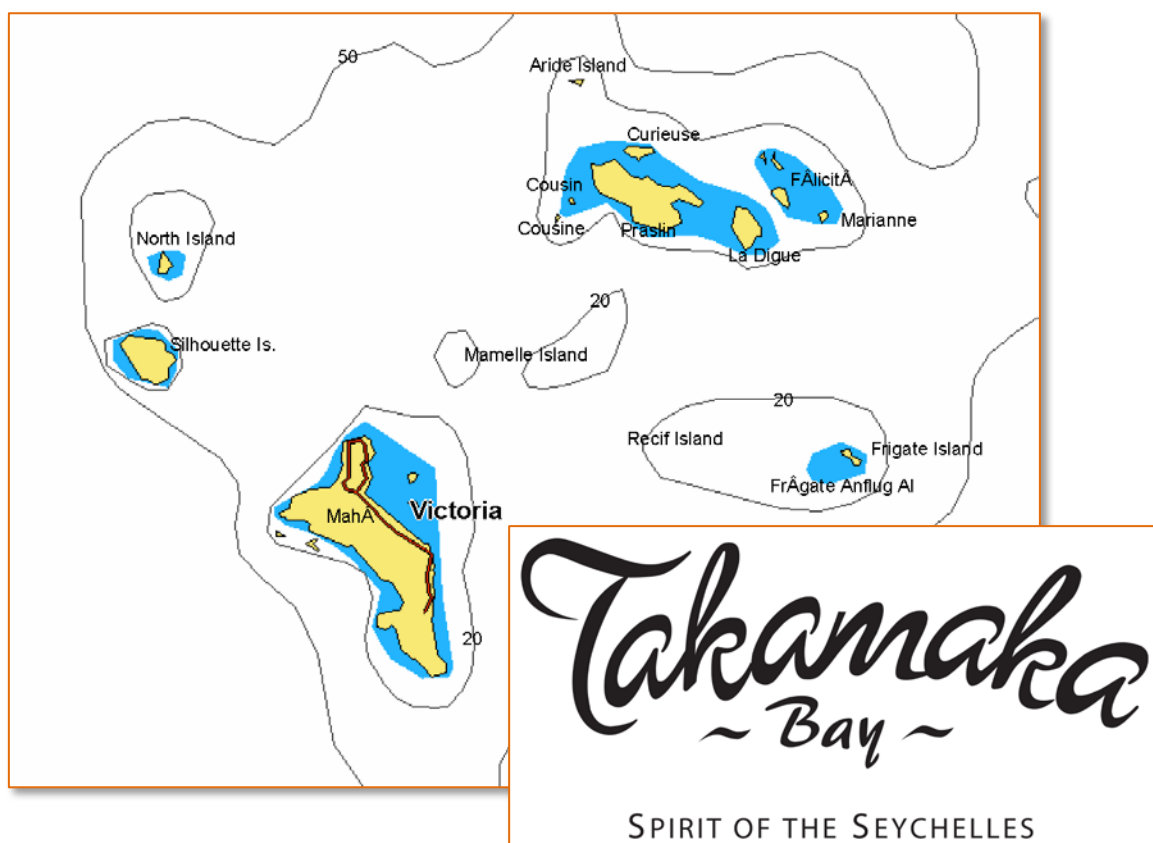 50
Aride Island
Curieuse
Cousin
FÂlicitÂ
Cousine
Praslin
Marianne
North Island
La Digue
20
Silhouette Is.
Mamelle Island
20
Recif Island
Frigate Island
FrÂgate Anflug Al
Victoria
MahÂ
20
Takamaka
~ Bay ~
SPIRIT OF THE SEYCHELLES